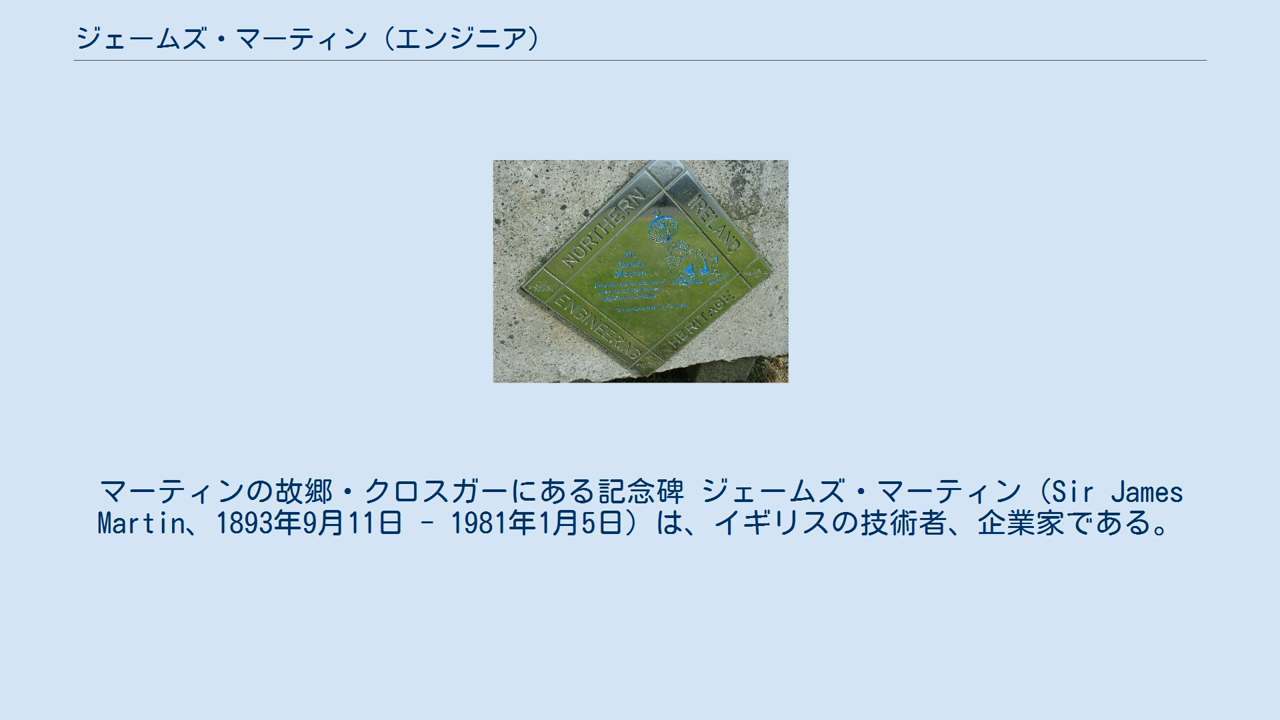 ジェームズ・マーティン（エンジニア）
NORTHERN
IRELAND
Sir
James
Martin
ENGINEERING
HERITAGE
マーティンの故郷・クロスガーにある記念碑 ジェームズ・マーティン（Sir James
Martin、1893年9月11日 - 1981年1月5日）は、イギリスの技術者、企業家である。